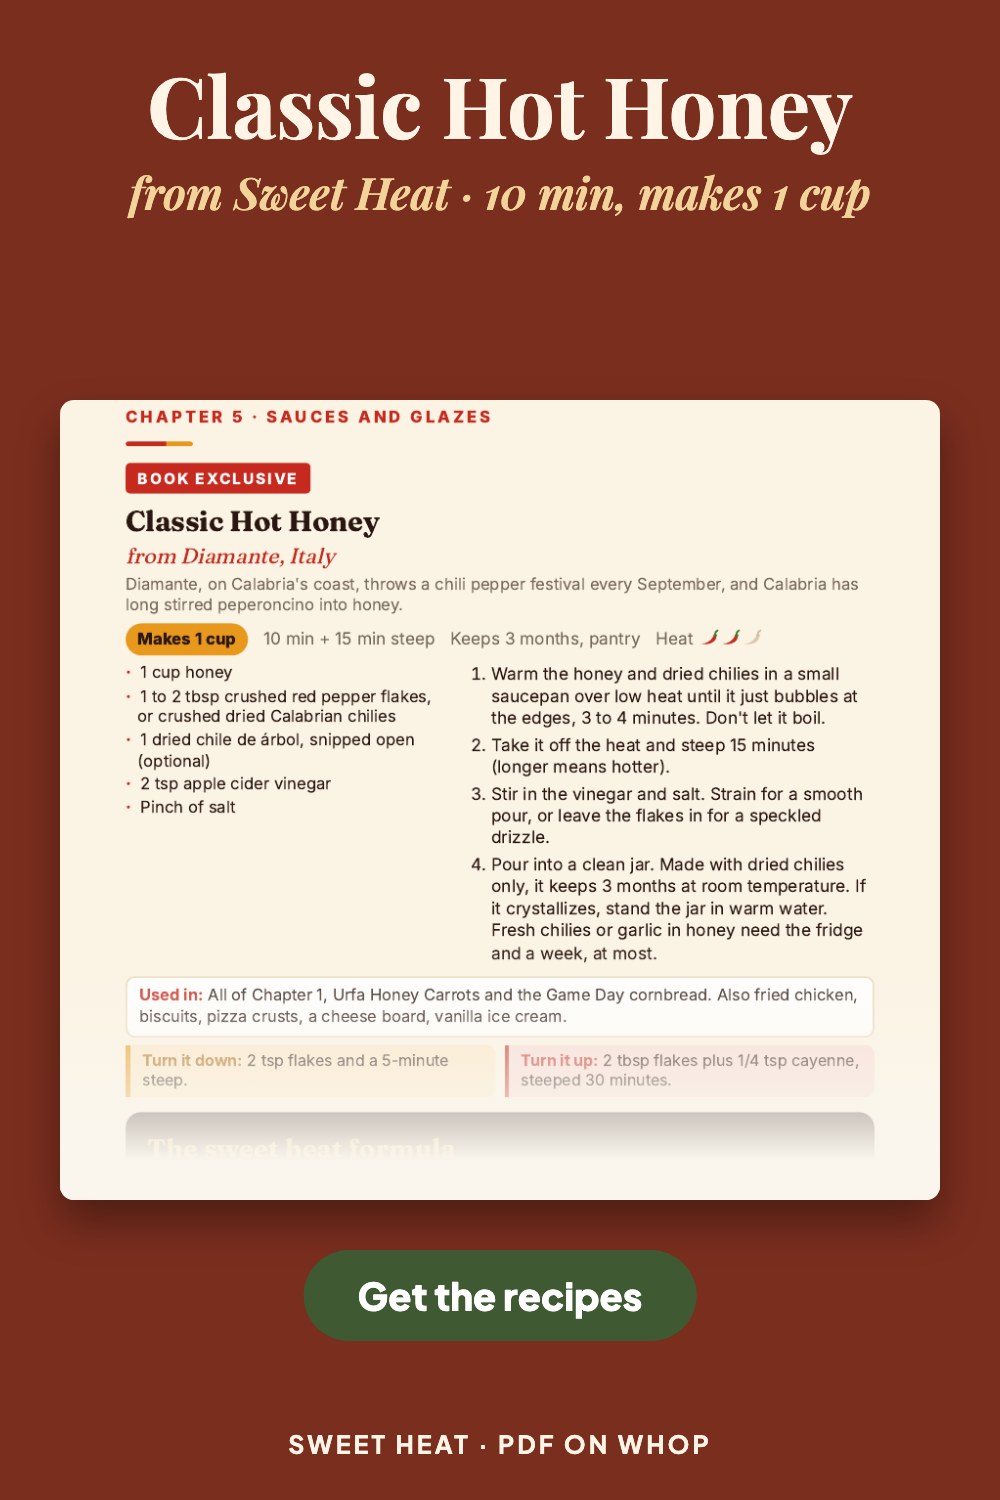 Classic Hot Honey
from Sweet Heat · 10 min, makes 1 cup
CHAPTER 5 · SAUCES AND GLAZES
BOOK EXCLUSIVE
Classic Hot Honey
from Diamante, Italy
Diamante, on Calabria's coast, throws a chili pepper festival every September, and Calabria has
long stirred peperoncino into honey.
Makes 1 cup 10 min + 15 min steep Keeps 3 months, pantry Heat
· 1 cup honey
· 1 to 2 tbsp crushed red pepper flakes,
or crushed dried Calabrian chilies
· 1 dried chile de árbol, snipped open
(optional)
· 2 tsp apple cider vinegar
· Pinch of salt
1. Warm the honey and dried chilies in a small
saucepan over low heat until it just bubbles at
the edges, 3 to 4 minutes. Don't let it boil.
2. Take it off the heat and steep 15 minutes
(longer means hotter).
3. Stir in the vinegar and salt. Strain for a smooth
pour, or leave the flakes in for a speckled
drizzle.
4. Pour into a clean jar. Made with dried chilies
only, it keeps 3 months at room temperature. If
it crystallizes, stand the jar in warm water.
Fresh chilies or garlic in honey need the fridge
and a week, at most.
Used in: All of Chapter 1, Urfa Honey Carrots and the Game Day cornbread. Also fried chicken,
biscuits, pizza crusts, a cheese board, vanilla ice cream.
Turn it down: 2 tsp flakes and a 5-minute
steep.
Turn it up: 2 tbsp flakes plus 1/4 tsp cayenne,
steeped 30 minutes.
The sweet heat formula
Get the recipes
SWEET HEAT · PDF ON WHOP